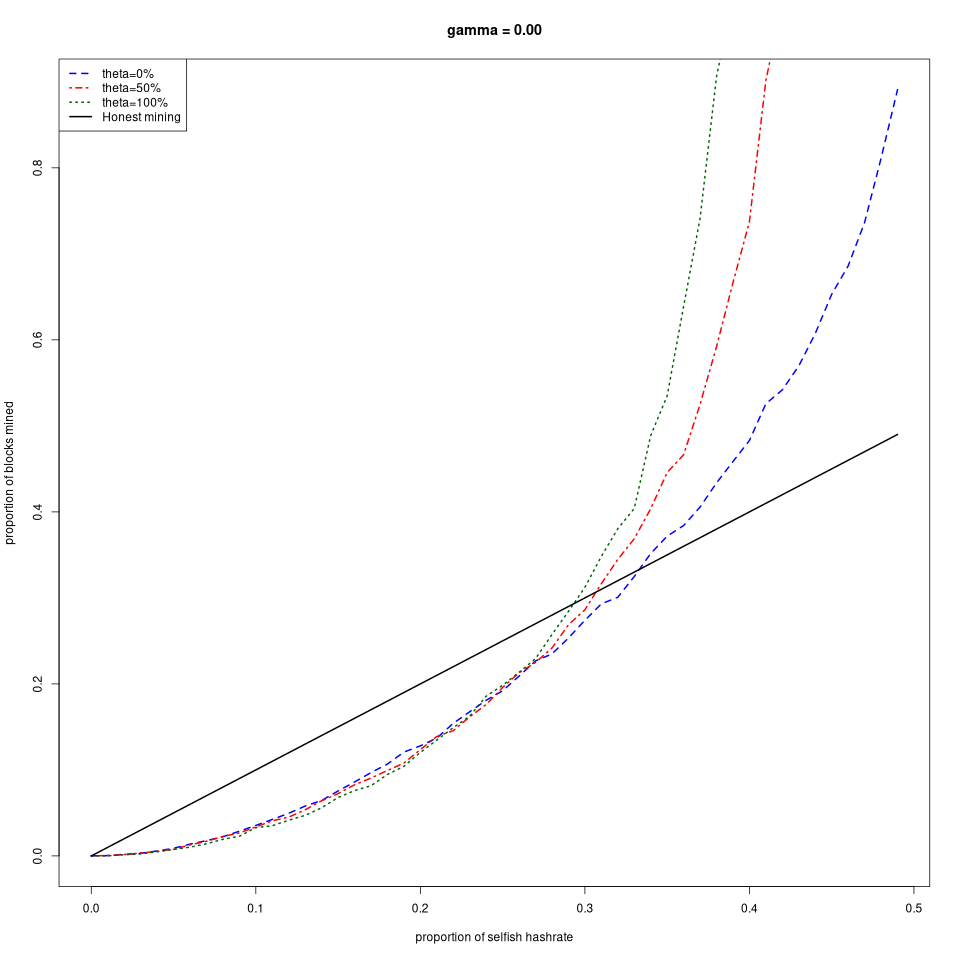 gamma = 0.00
theta=0%
theta=50%
theta=100%
Honest mining
proportion of blocks mined
0.8
0.6
0.4
0.2
0.0
0.0 0.1 0.2 0.3 0.4 0.5
proportion of selfish hashrate